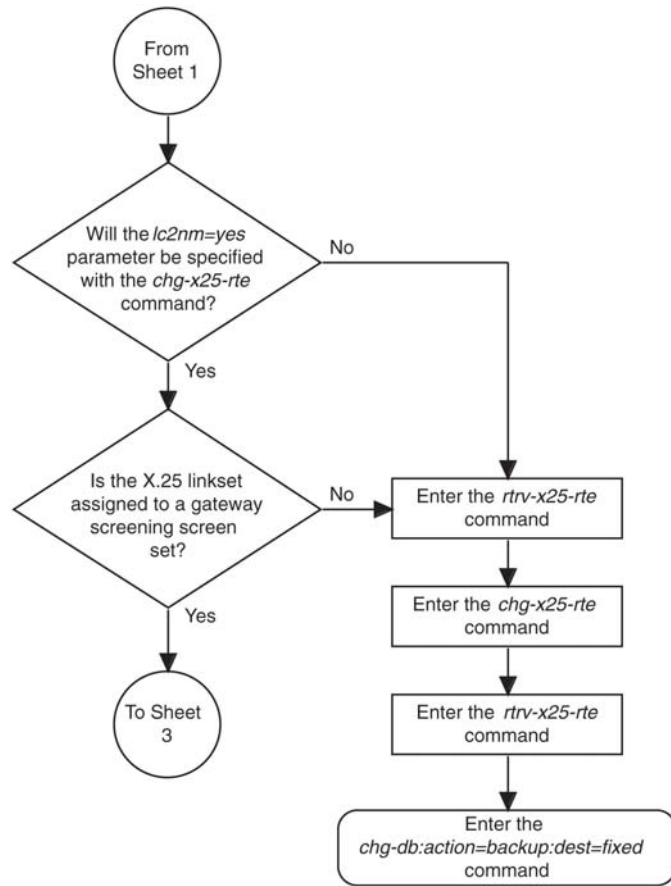 From
Sheet 1
Will the lc2nm=yes
parameter be specified
with the chg-x25-rte
command?
No
Yes
Is the X.25 linkset
assigned to a gateway
screening screen
set?
No
Yes
To Sheet
3
Enter the rtrv-x25-rte
command
Enter the chg-x25-rte
command
Enter the rtrv-x25-rte
command
Enter the
chg-db:action=backup:dest=fixed
command